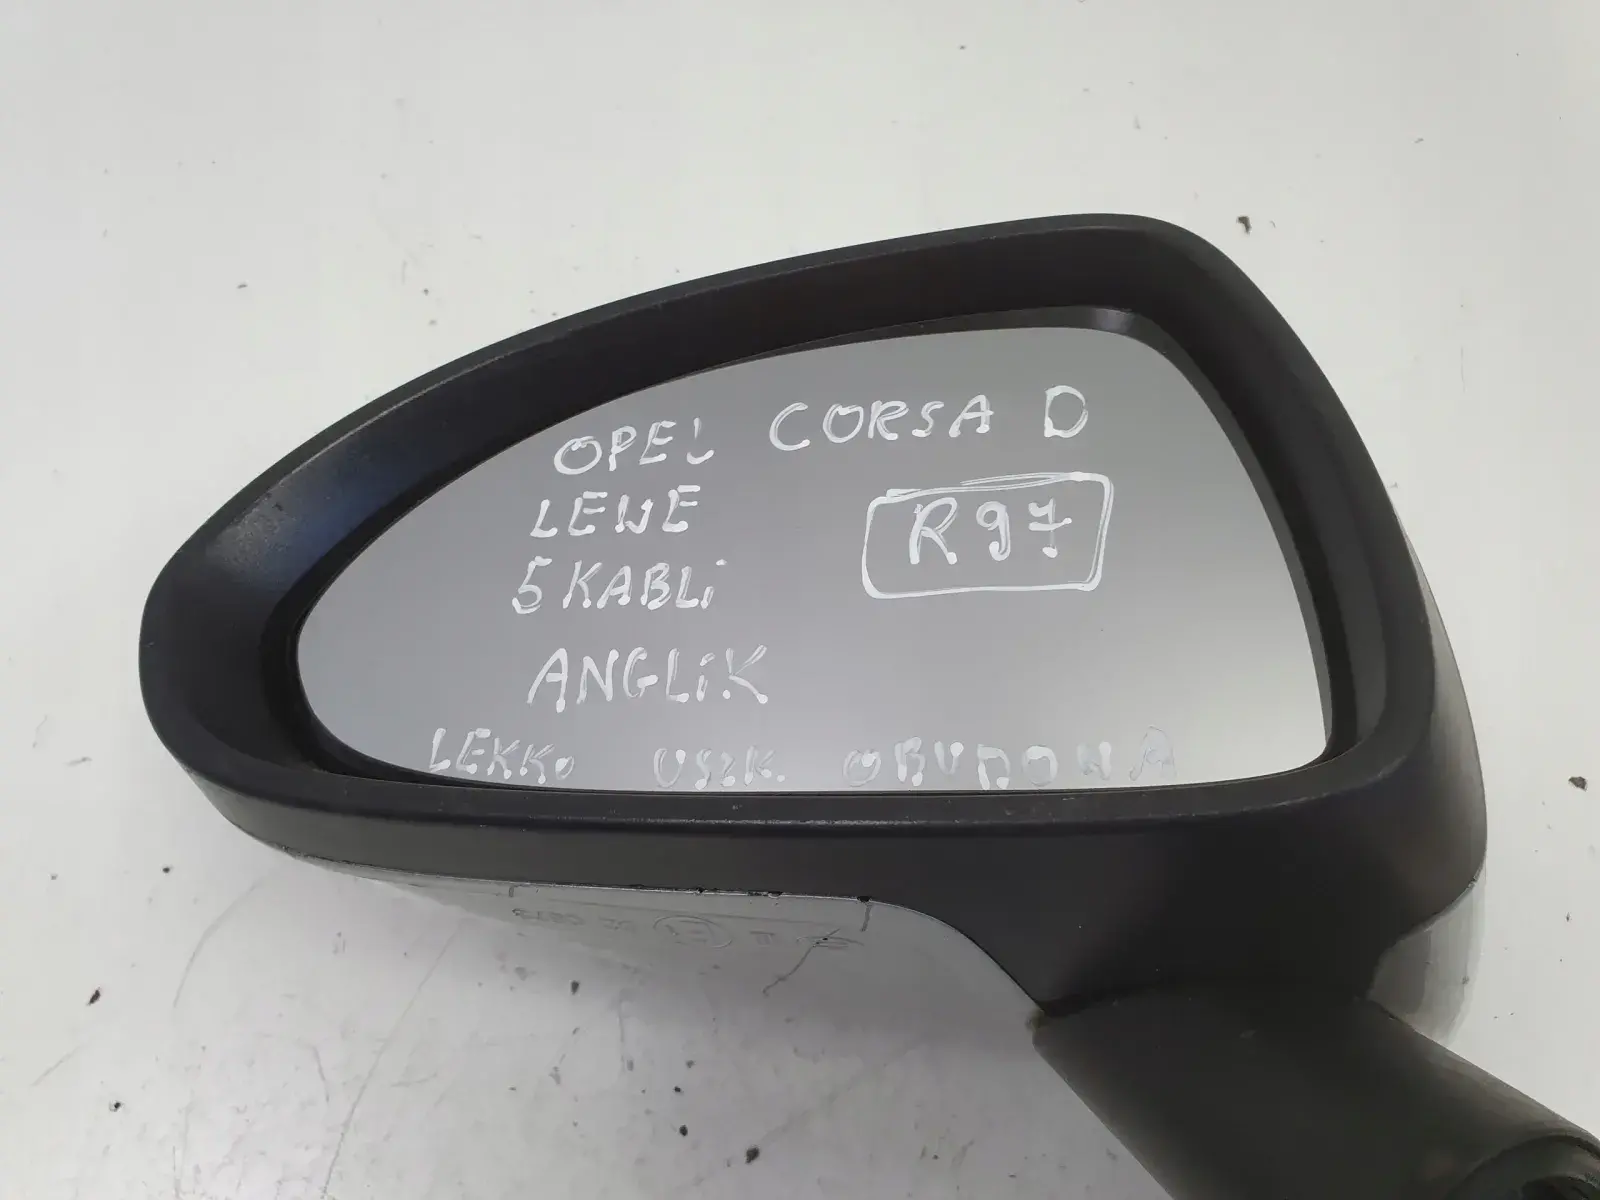 OPEL CORSA D
LEWE
R97
5 KABLi
ANGLiK
LEKKO USZK. OBUDOWA